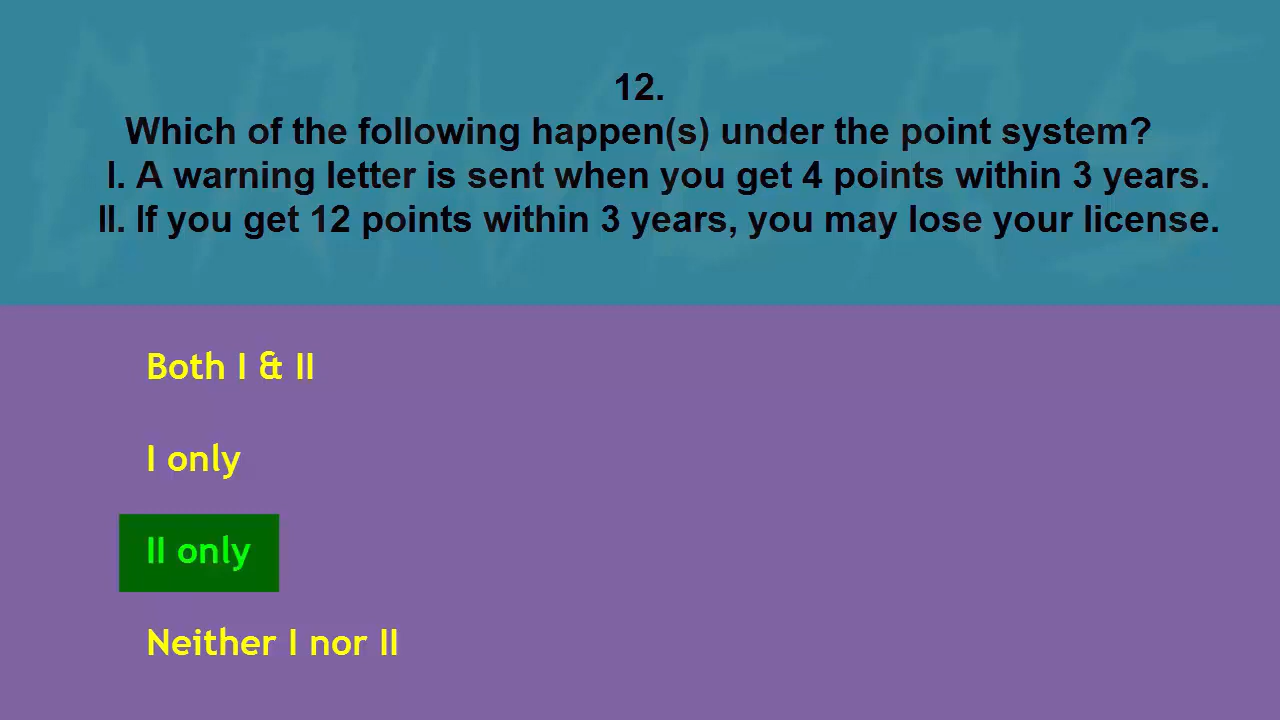 12.
Which of the following happen(s) under the point system?
I. A warning letter is sent when you get 4 points within 3 years.
II. If you get 12 points within 3 years, you may lose your license.
Both I & II
I only
II only
Neither I nor II